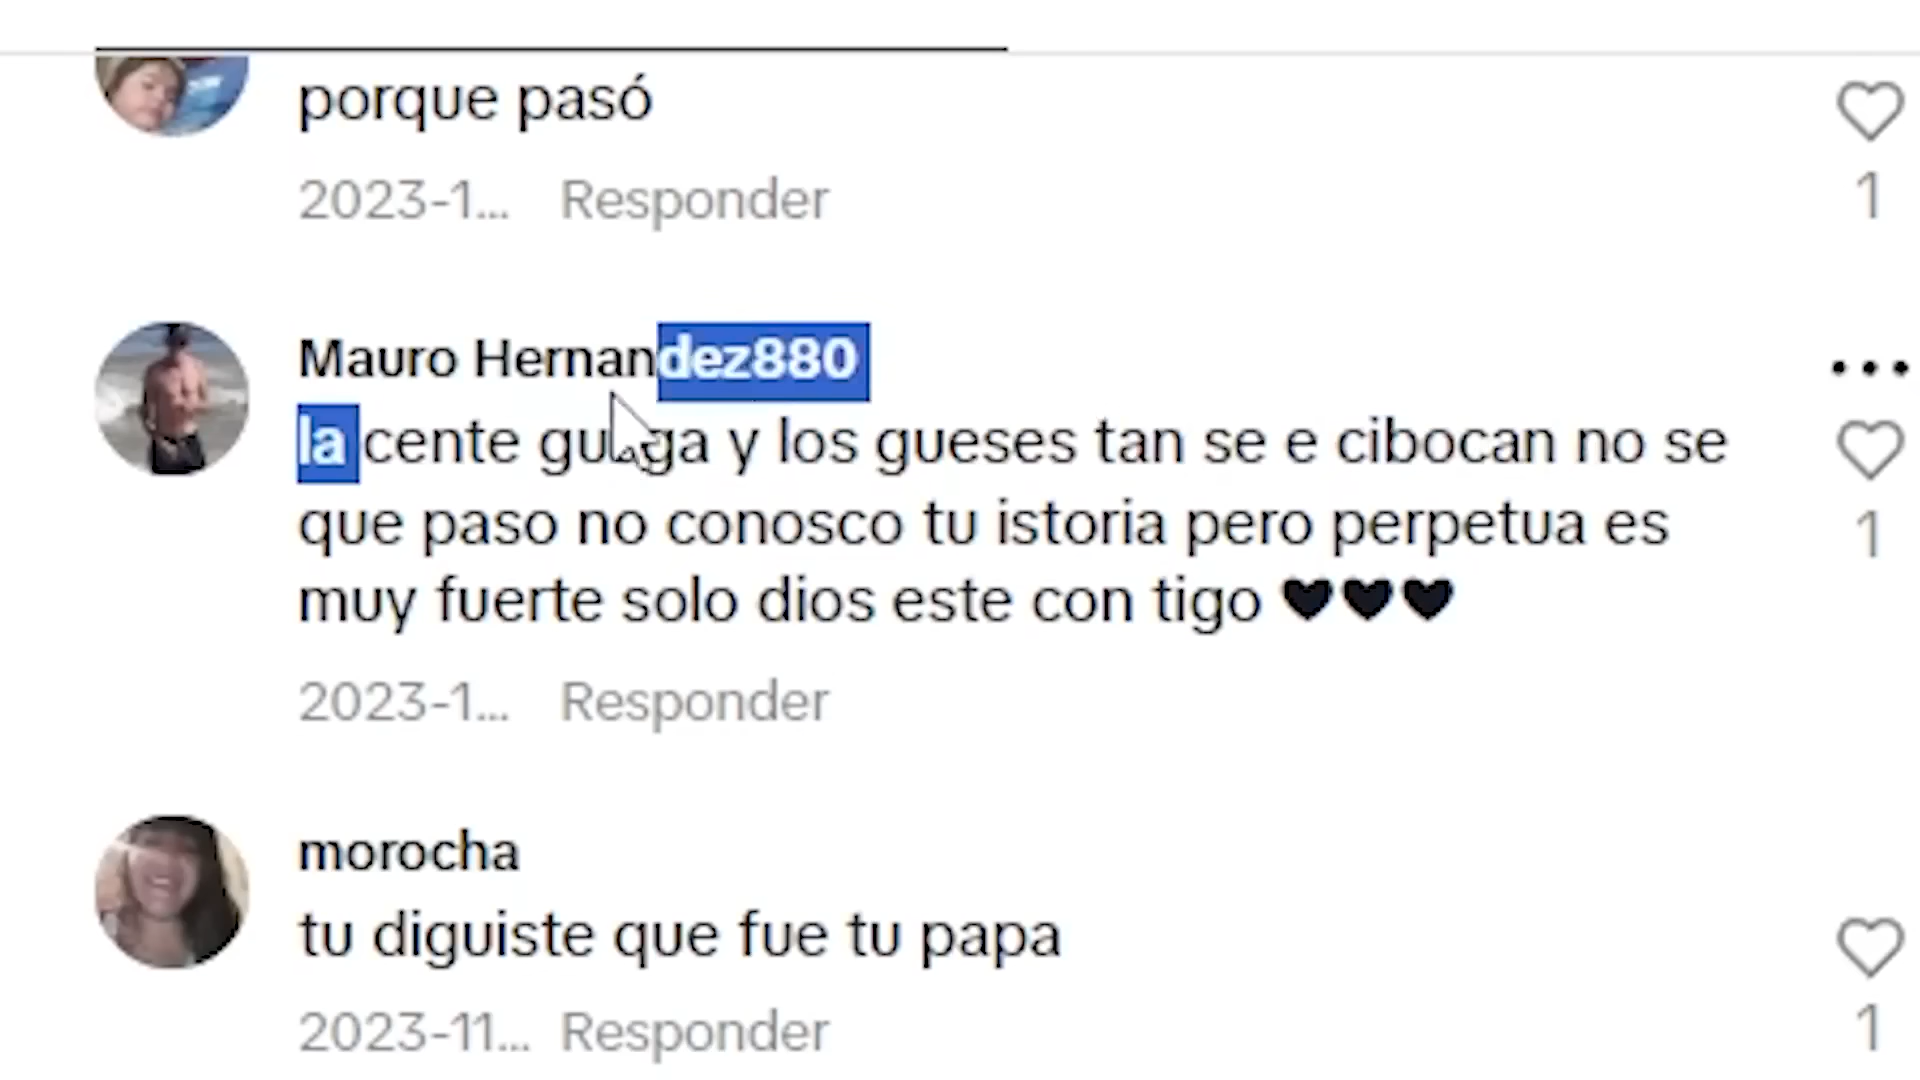 porque pasó
2023-1... Responder
1
Mauro Hernandez880
la cente y los gueses tan se e cibocan no se
que paso no conosco tu istoria pero perpetua es
muy fuerte solo dios este con tigo 🖤🖤🖤
1
2023-1... Responder
morocha
tu diguiste que fue tu papa
2023-11... Responder
1